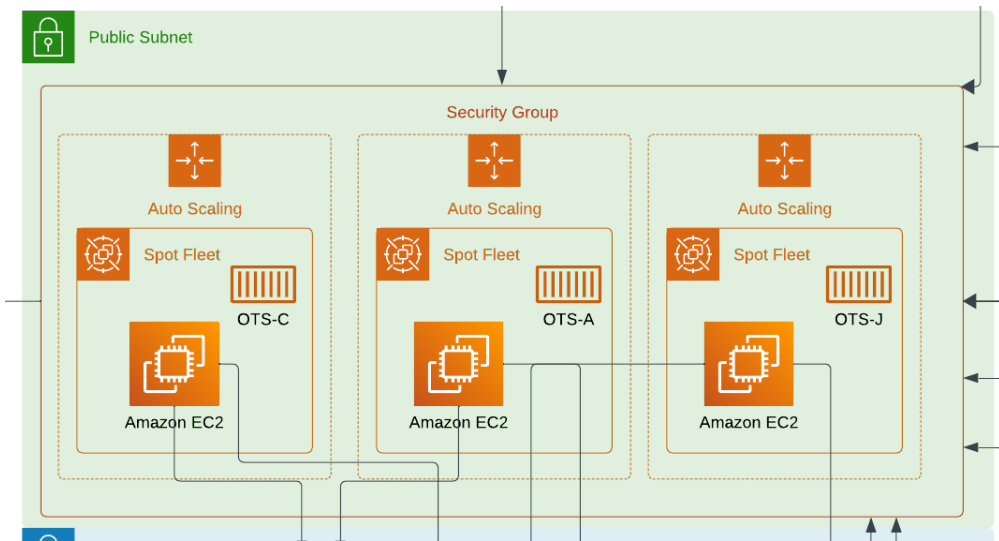 Public Subnet
Security Group
Auto Scaling
Auto Scaling
Auto Scaling
Spot Fleet
Spot Fleet
Spot Fleet
OTS-C
OTS-A
OTS-J
Amazon EC2
Amazon EC2
Amazon EC2